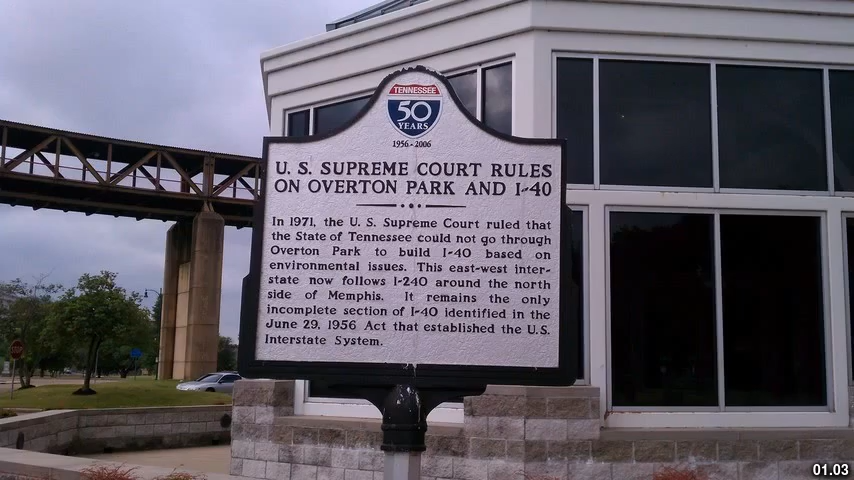 TENNESSEE
50
YEARS
1956-2006
U. S. SUPREME COURT RULES
ON OVERTON PARK AND I-40
In 1971, the U. S. Supreme Court ruled that
the State of Tennessee could not go through
Overton Park to build I-40 based on
environmental issues. This east-west inter-
state now follows I-240 around the north
side of Memphis. It remains the only
incomplete section of I-40 identified in the
June 29, 1956 Act that established the U.S.
Interstate System.
01.03